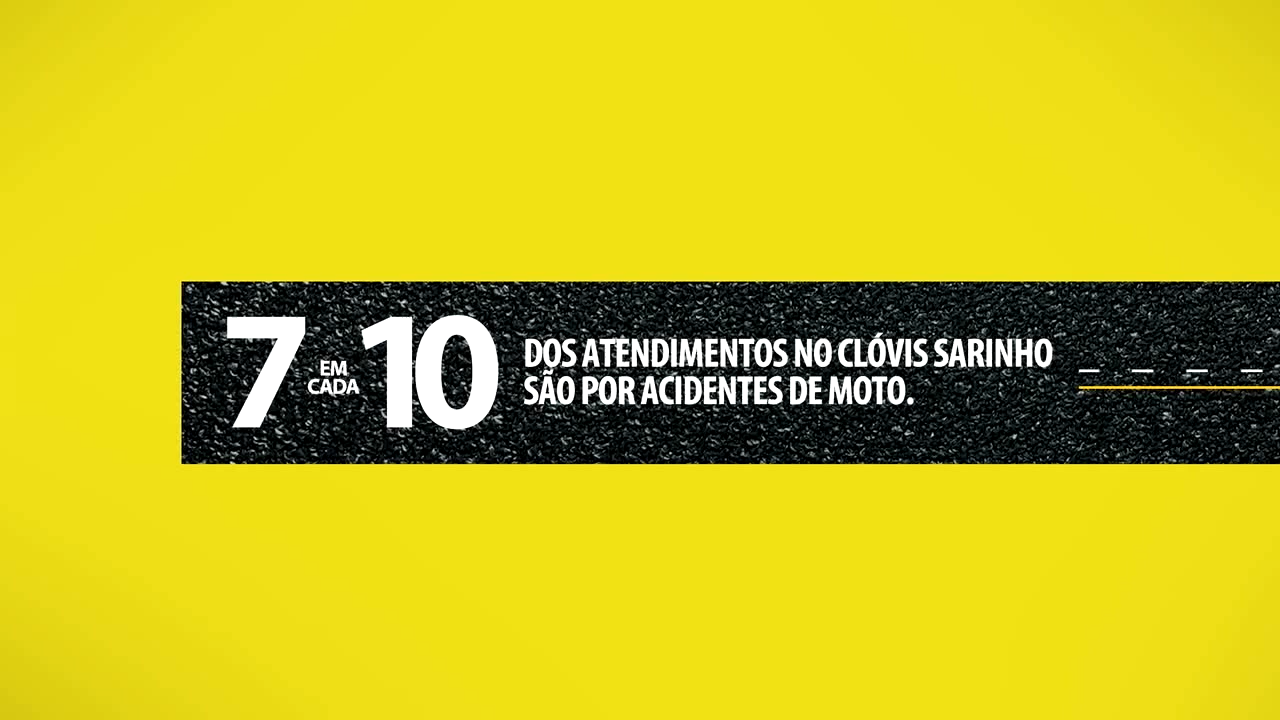 7 EM CADA 10
DOS ATENDIMENTOS NO CLÓVIS SARINHO
SÃO POR ACIDENTES DE MOTO.